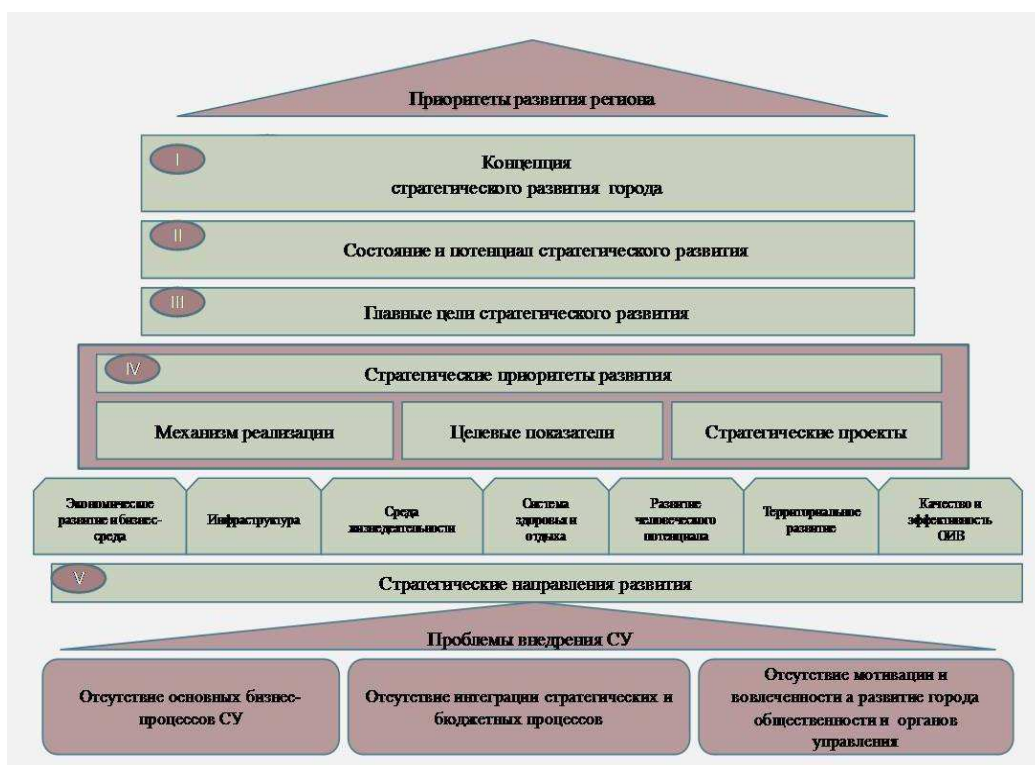 Приоритеты развития региона
I
Концепция
стратегического развития города
II
Состояние и потенциал стратегического развития
III
Главные цели стратегического развития
IV
Стратегические приоритеты развития
Механизм реализации
Целевые показатели
Стратегические проекты
Экономическое
развитие и бизнес-
среда
Инфраструктура
Среда
жизнедеятельности
Система
здоровья и
отдыха
Развитие
человеческого
потенциала
Территориальное
развитие
Качество и
эффективность
ОИВ
V
Стратегические направления развития
Проблемы внедрения СУ
Отсутствие основных бизнес-
процессов СУ
Отсутствие интеграции стратегических и
бюджетных процессов
Отсутствие мотивации и
вовлеченности а развитие города
общественности и органов
управления